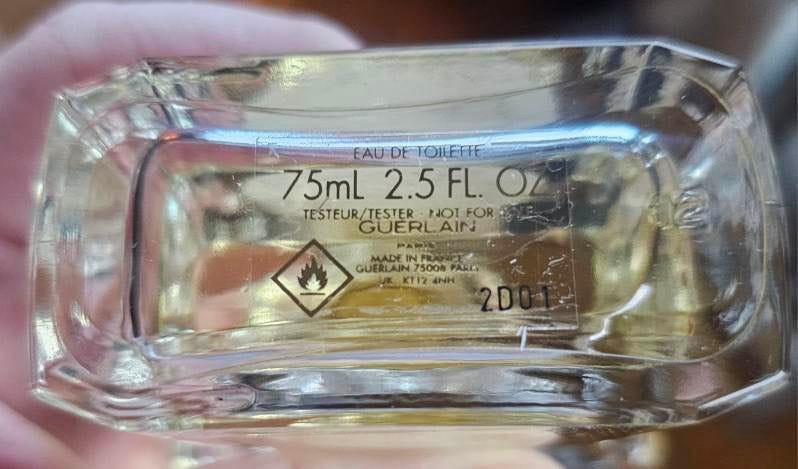 EAU DE TOILETTE
75mL 2.5 FL. OZ
TESTEUR/TESTER - NOT FOR
GUERLAIN
PARIS
MADE IN FRANCE
GUERLAIN 75008 PARIS
UK KT12 4NH
2D01